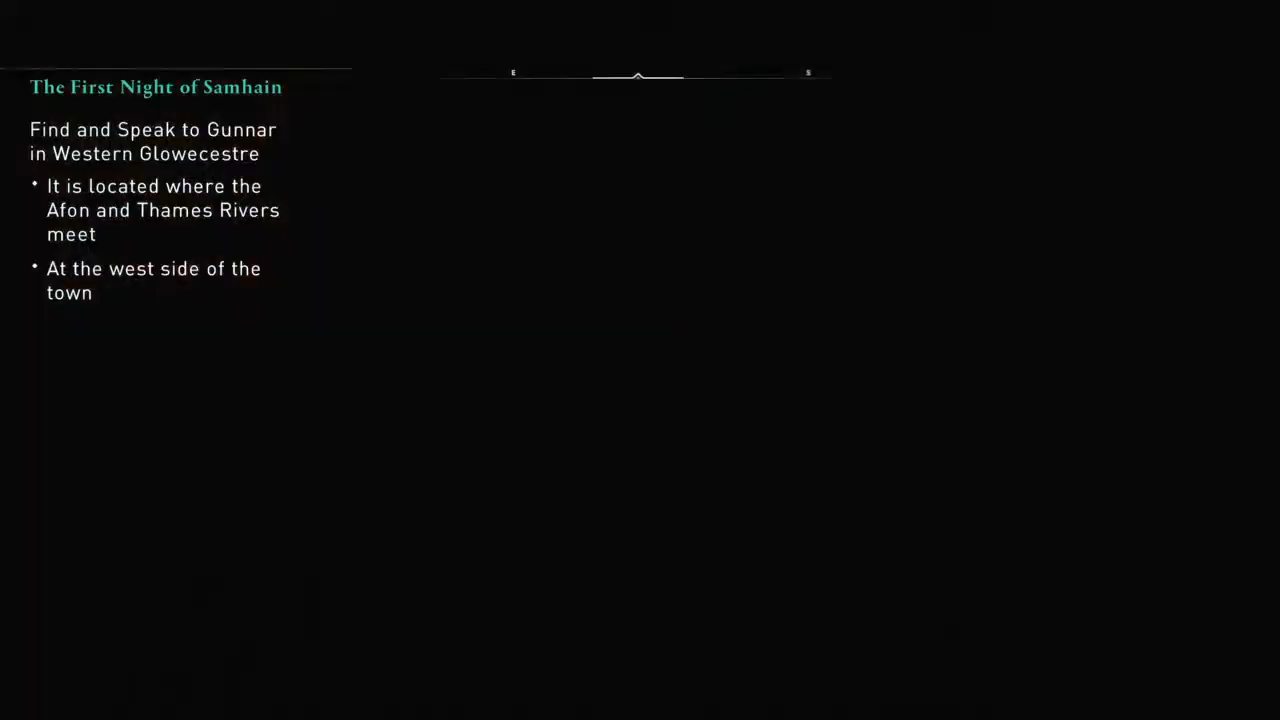 E S
The First Night of Samhain
Find and Speak to Gunnar
in Western Glowecestre
• It is located where the
Afon and Thames Rivers
meet
• At the west side of the
town